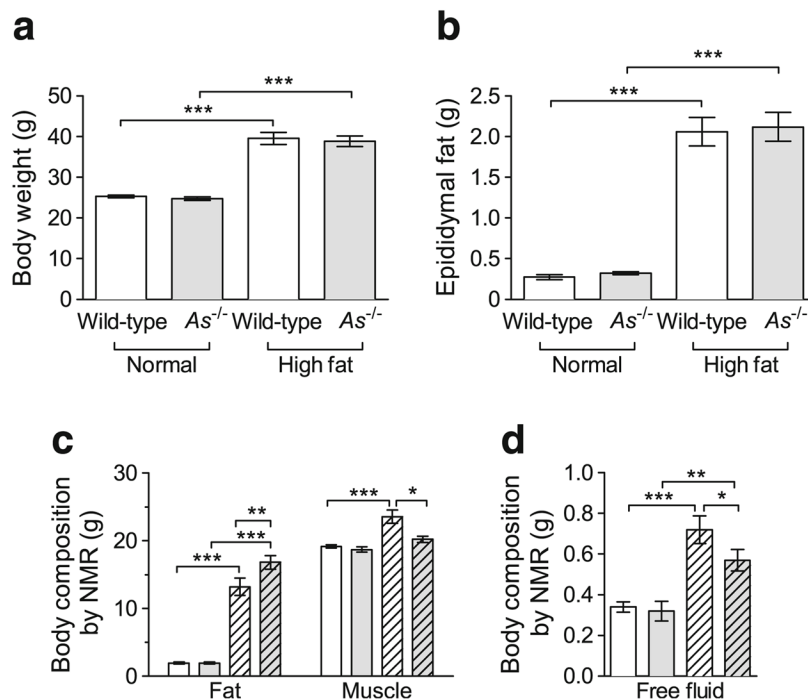 a
Body weight (g)
50
40
30
20
10
0
***
***
Wild-type As-/- Wild-type As-/-
Normal High fat
b
Epididymal fat (g)
2.5
2.0
1.5
1.0
0.5
0
***
***
Wild-type As-/- Wild-type As-/-
Normal High fat
c
Body composition
by NMR (g)
30
20
10
0
***
***
**
***
*
Fat Muscle
d
Body composition
by NMR (g)
1.0
0.8
0.6
0.4
0.2
0.0
***
**
*
Free fluid